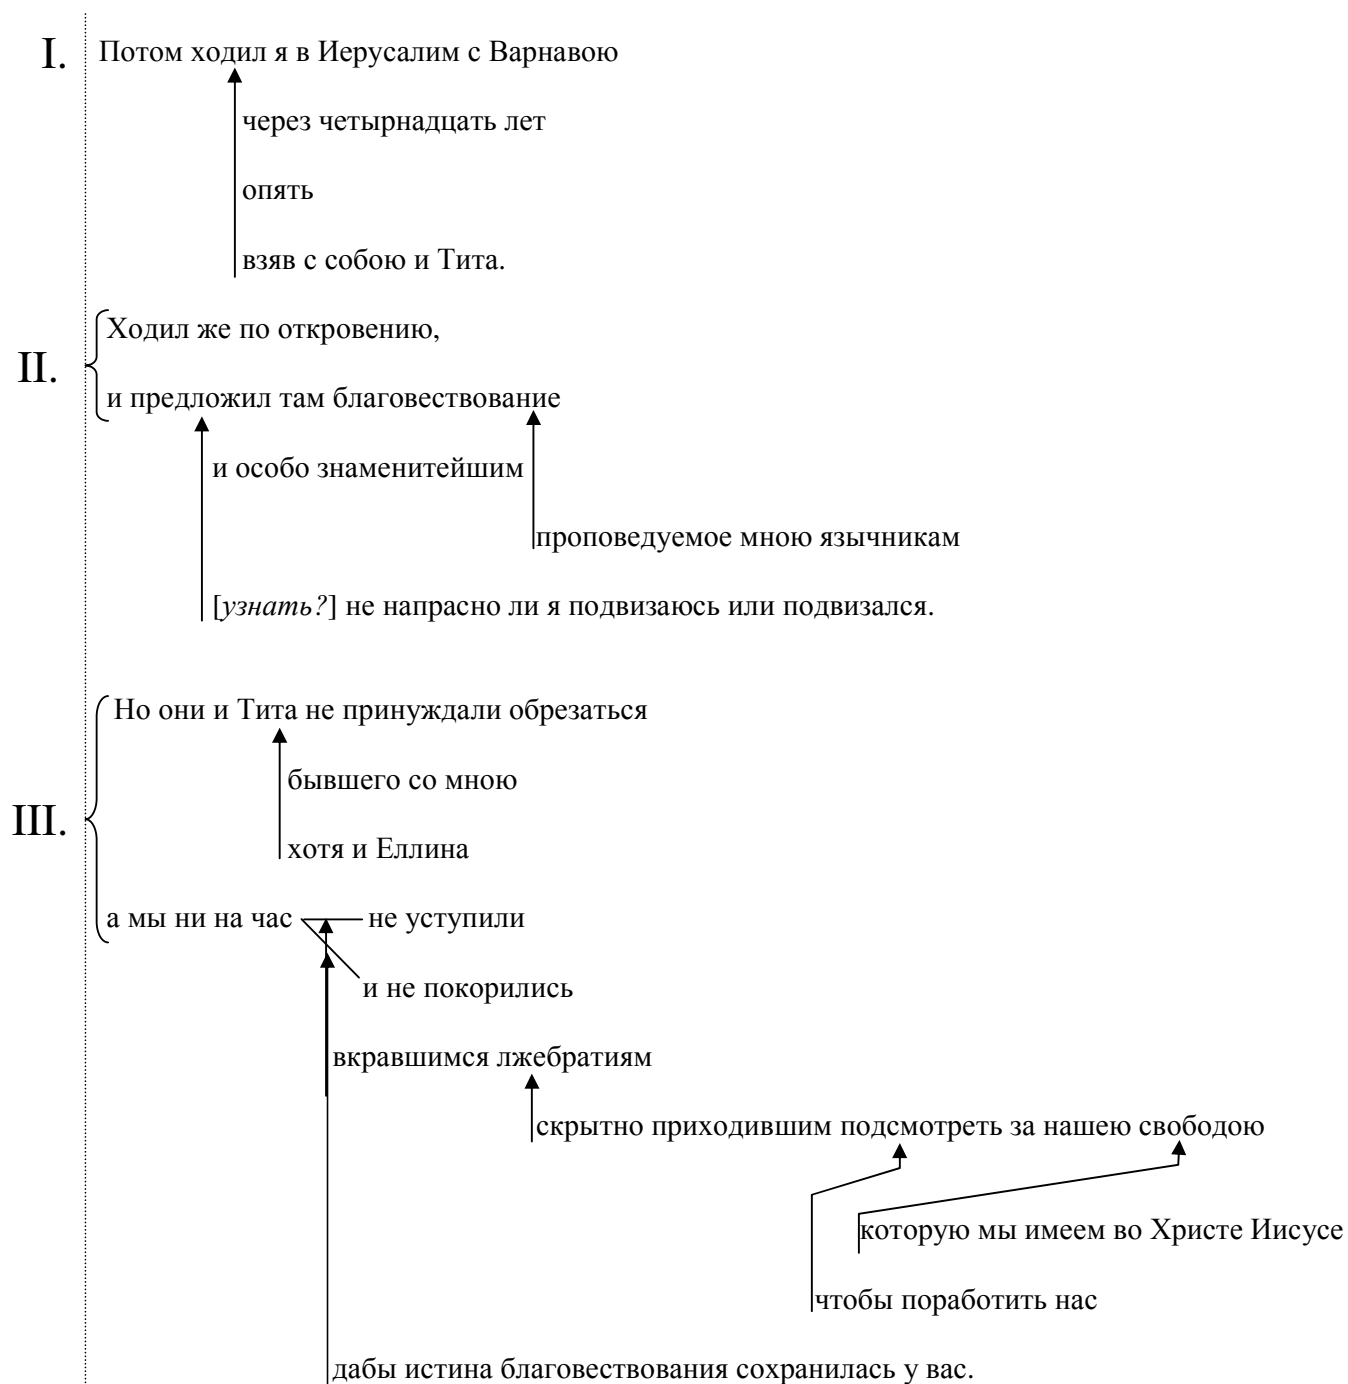 I. Потом ходил я в Иерусалим с Варнавою
через четырнадцать лет
опять
взяв с собою и Тита.
Ходил же по откровению,
II.
и предложил там благовествование
и особо знаменитейшим
проповедуемое мною язычникам
[узнать?] не напрасно ли я подвизаюсь или подвизался.
Но они и Тита не принуждали обрезаться
бывшего со мною
III.
хотя и Еллина
а мы ни на час не уступили
и не покорились
вкравшимся лжебратиям
скрытно приходившим подсмотреть за нашею свободою
которую мы имеем во Христе Иисусе
чтобы поработить нас
дабы истина благовествования сохранилась у вас.